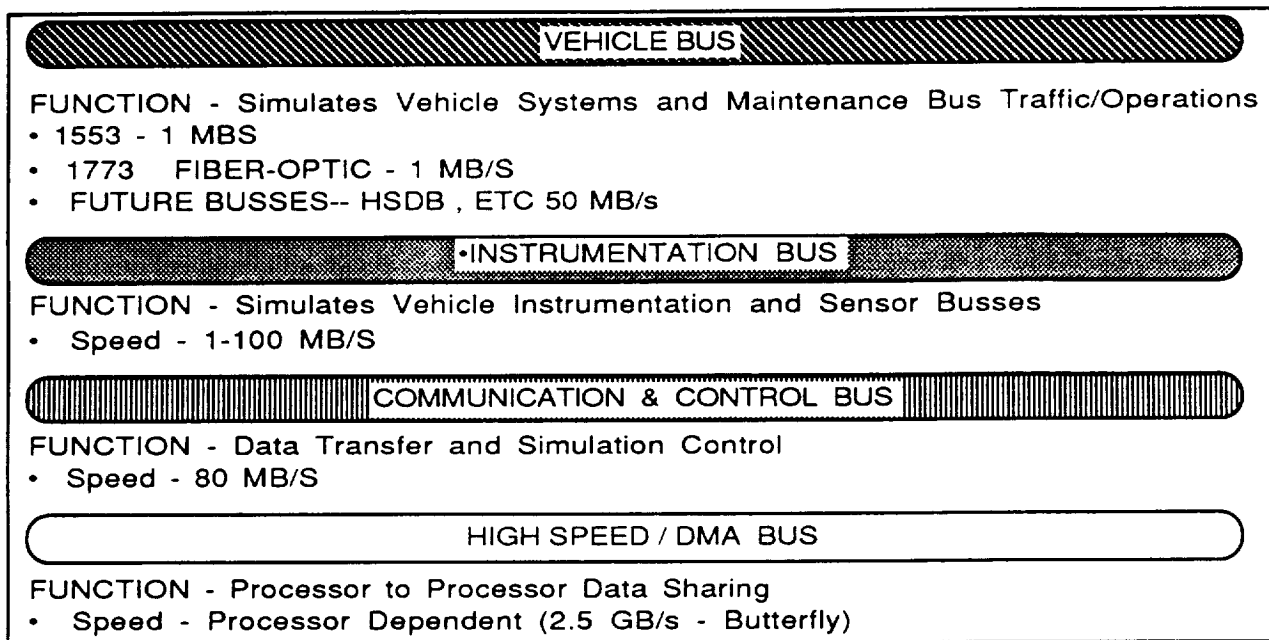 VEHICLE BUS
FUNCTION - Simulates Vehicle Systems and Maintenance Bus Traffic/Operations
• 1553 - 1 MBS
• 1773 FIBER-OPTIC - 1 MB/S
• FUTURE BUSSES-- HSDB , ETC 50 MB/s
•INSTRUMENTATION BUS
FUNCTION - Simulates Vehicle Instrumentation and Sensor Busses
• Speed - 1-100 MB/S
COMMUNICATION & CONTROL BUS
FUNCTION - Data Transfer and Simulation Control
• Speed - 80 MB/S
HIGH SPEED / DMA BUS
FUNCTION - Processor to Processor Data Sharing
• Speed - Processor Dependent (2.5 GB/s - Butterfly)